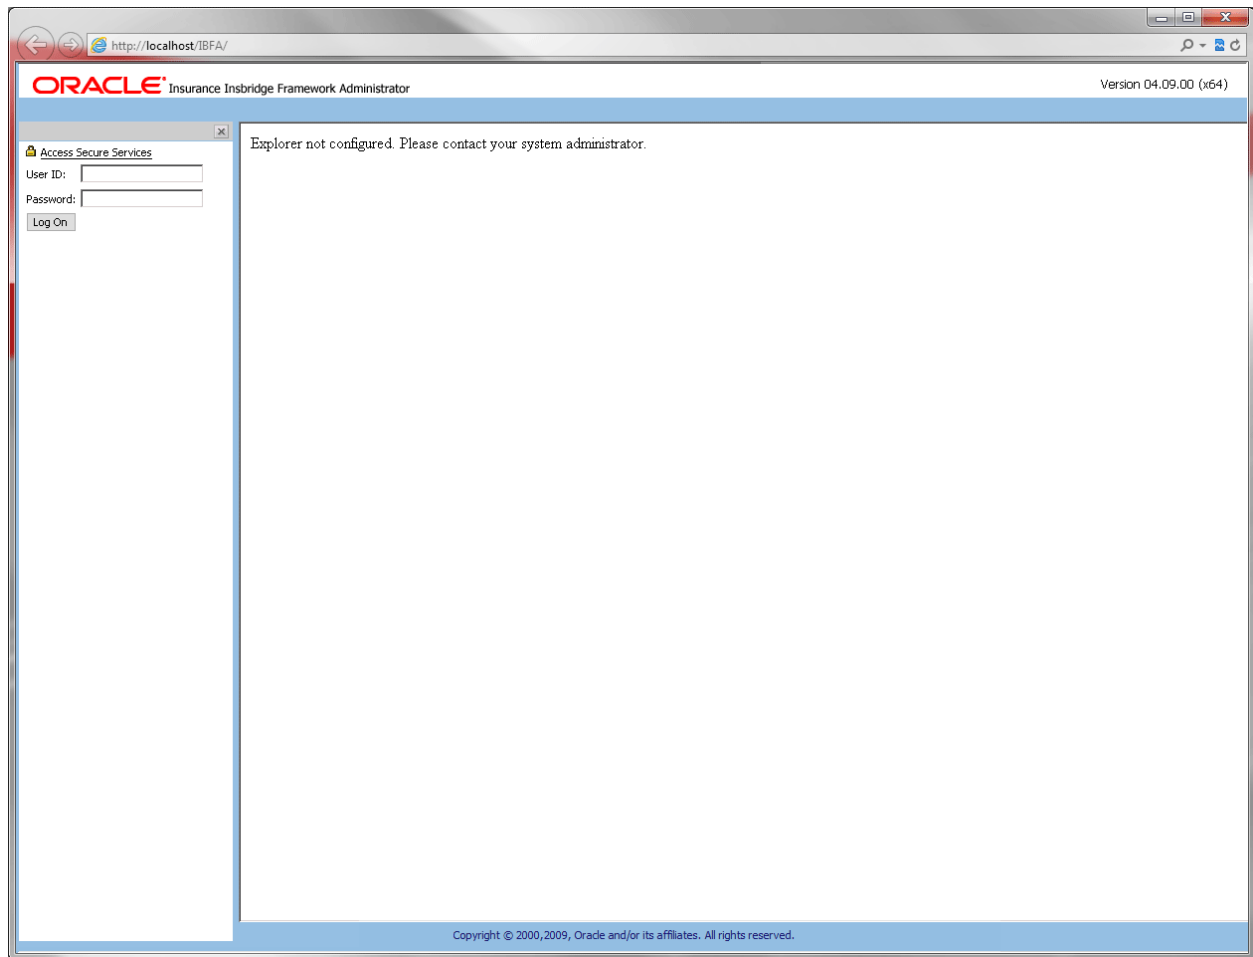 http://localhost/IBFA/
ORACLE Insurance Insbridge Framework Administrator
Version 04.09.00 (x64)
Access Secure Services
Explorer not configured. Please contact your system administrator.
User ID:
Password:
Log On
Copyright © 2000,2009, Oracle and/or its affiliates. All rights reserved.